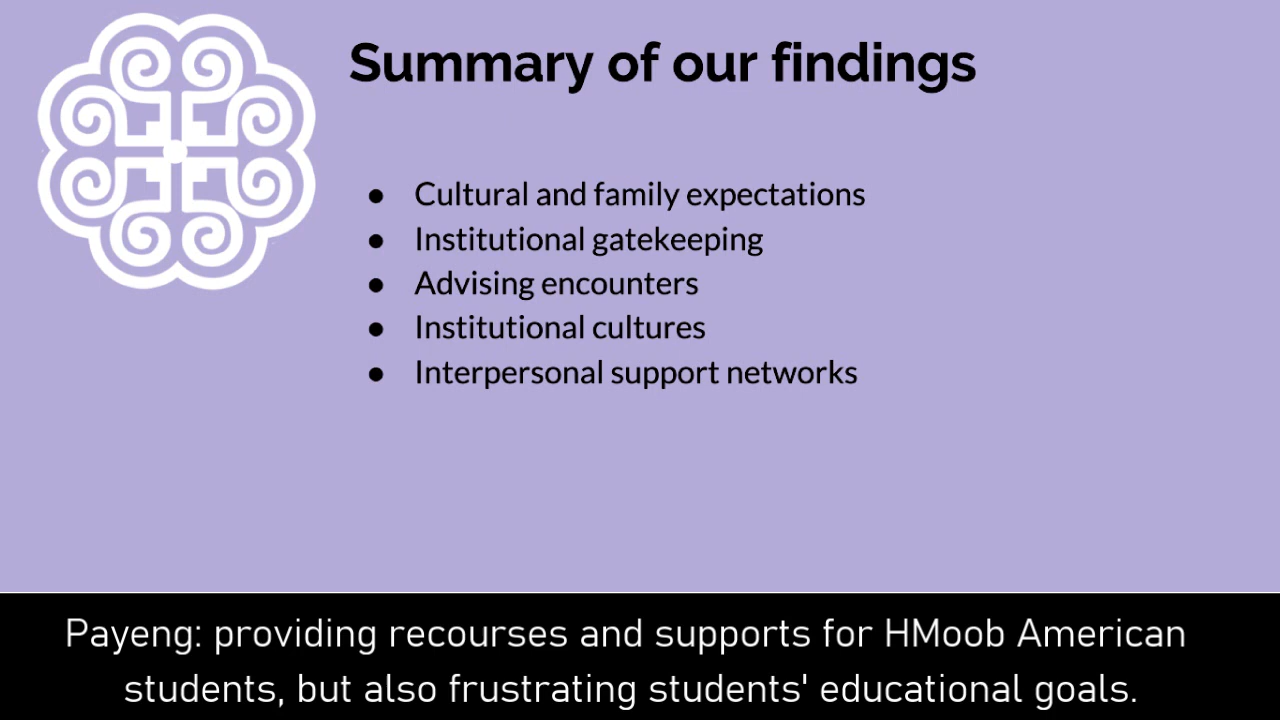 Summary of our findings
● Cultural and family expectations
● Institutional gatekeeping
● Advising encounters
● Institutional cultures
● Interpersonal support networks
Payeng: providing recourses and supports for HMoob American
students, but also frustrating students' educational goals.